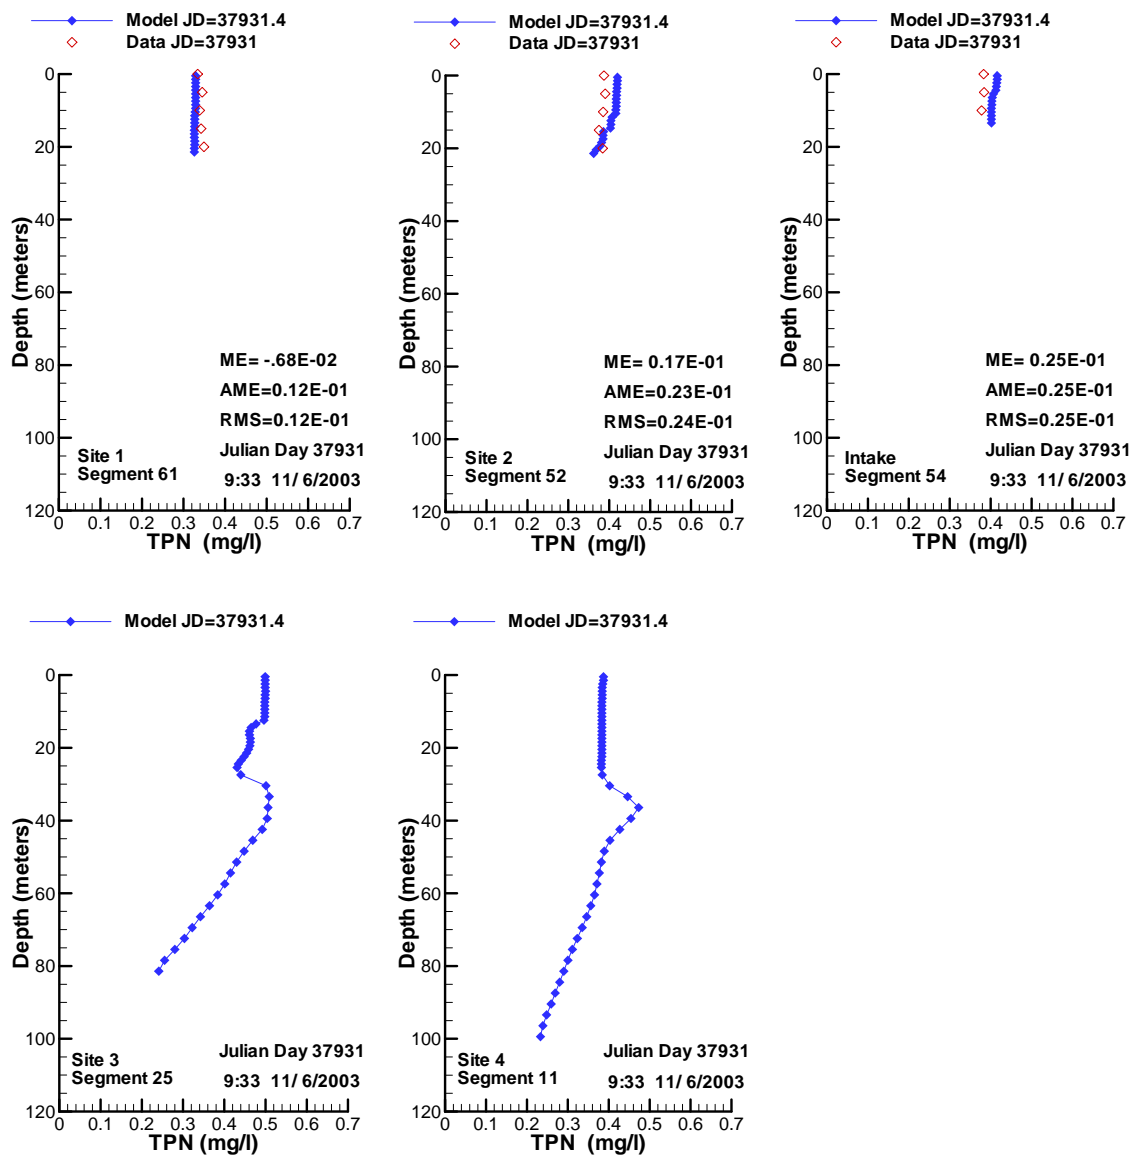 Model JD=37931.4
Data JD=37931
0
20
40
60
80
100
120
Depth (meters)
ME= -.68E-02
AME=0.12E-01
RMS=0.12E-01
Julian Day 37931
9:33 11/ 6/2003
Site 1
Segment 61
0 0.1 0.2 0.3 0.4 0.5 0.6 0.7
TPN (mg/l)
Model JD=37931.4
Data JD=37931
0
20
40
60
80
100
120
Depth (meters)
ME= 0.17E-01
AME=0.23E-01
RMS=0.24E-01
Julian Day 37931
9:33 11/ 6/2003
Site 2
Segment 52
0 0.1 0.2 0.3 0.4 0.5 0.6 0.7
TPN (mg/l)
Model JD=37931.4
Data JD=37931
0
20
40
60
80
100
120
Depth (meters)
ME= 0.25E-01
AME=0.25E-01
RMS=0.25E-01
Julian Day 37931
9:33 11/ 6/2003
Intake
Segment 54
0 0.1 0.2 0.3 0.4 0.5 0.6 0.7
TPN (mg/l)
Model JD=37931.4
0
20
40
60
80
100
120
Depth (meters)
Julian Day 37931
9:33 11/ 6/2003
Site 3
Segment 25
0 0.1 0.2 0.3 0.4 0.5 0.6 0.7
TPN (mg/l)
Model JD=37931.4
0
20
40
60
80
100
120
Depth (meters)
Julian Day 37931
9:33 11/ 6/2003
Site 4
Segment 11
0 0.1 0.2 0.3 0.4 0.5 0.6 0.7
TPN (mg/l)